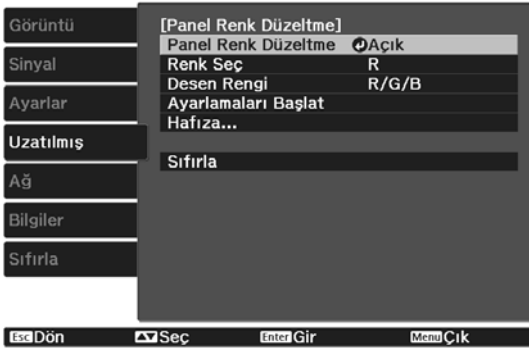 Görüntü
Sinyal
Ayarlar
Uzatılmış
Ağ
Bilgiler
Sıfırla
[Panel Renk Düzeltme]
Panel Renk Düzeltme Açık
Renk Seç R
Desen Rengi R/G/B
Ayarlamaları Başlat
Hafıza...
Sıfırla
Esc Dön Seç Enter Gir Menu Çık